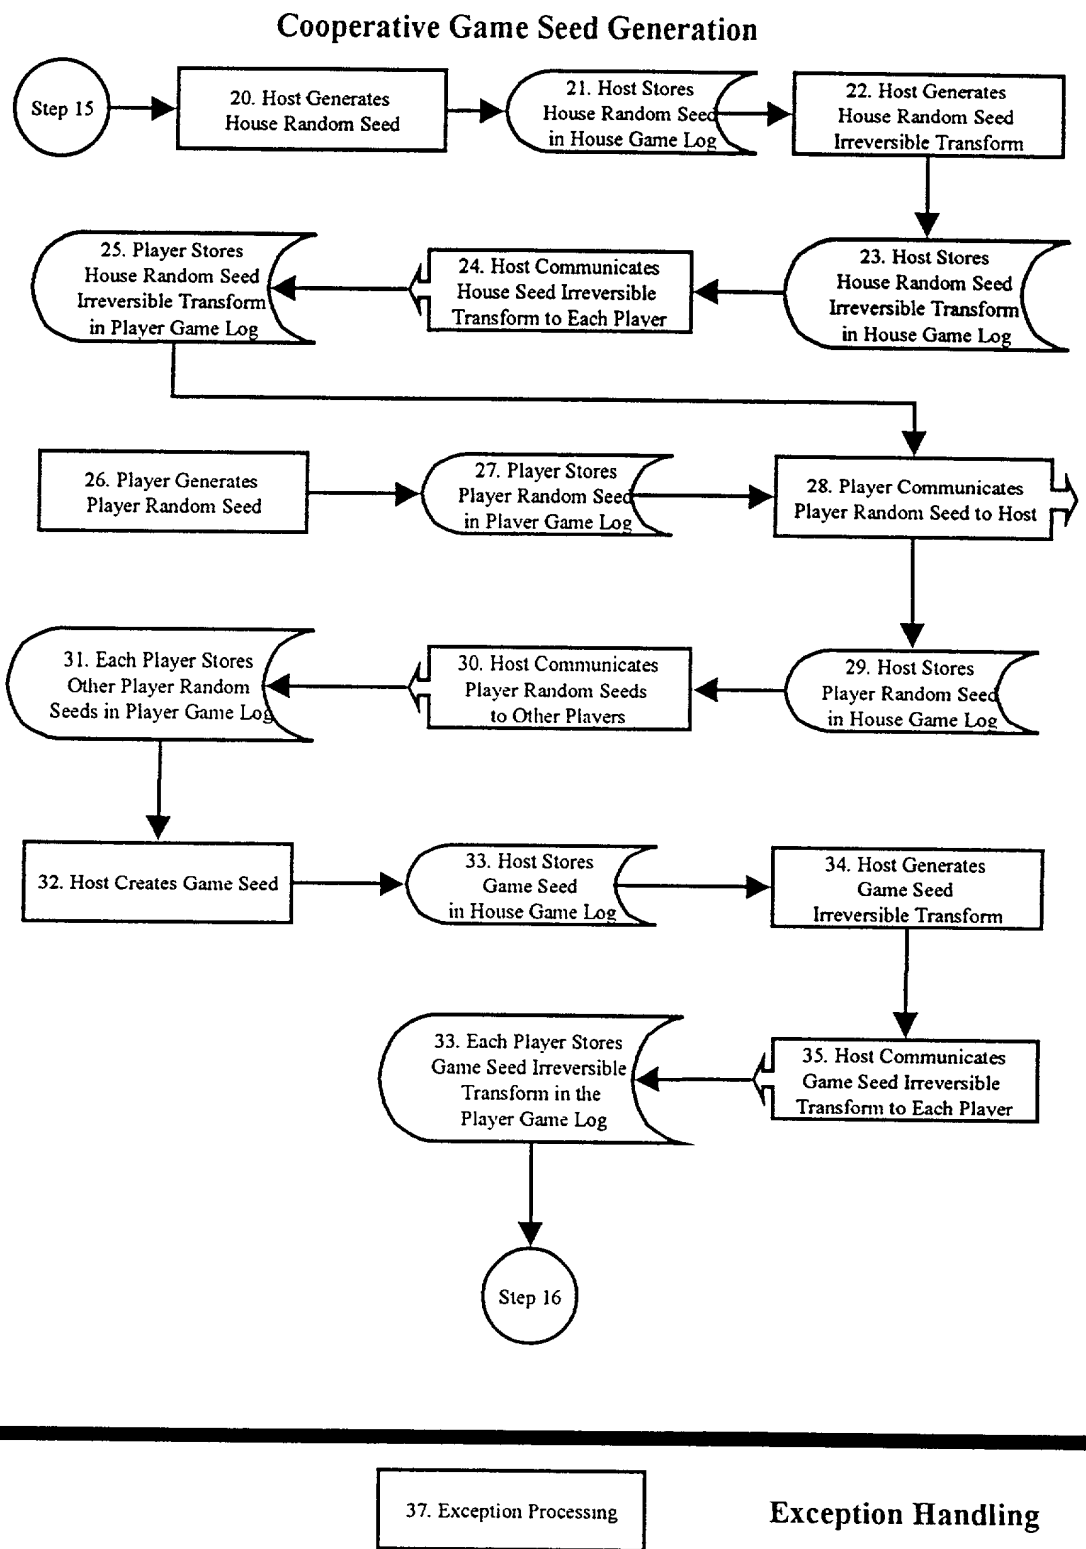 Cooperative Game Seed Generation
Step 15
20. Host Generates
House Random Seed
21. Host Stores
House Random Seed
in House Game Log
22. Host Generates
House Random Seed
Irreversible Transform
25. Player Stores
House Random Seed
Irreversible Transform
in Player Game Log
24. Host Communicates
House Seed Irreversible
Transform to Each Player
23. Host Stores
House Random Seed
Irreversible Transform
in House Game Log
26. Player Generates
Player Random Seed
27. Player Stores
Player Random Seed
in Player Game Log
28. Player Communicates
Player Random Seed to Host
31. Each Player Stores
Other Player Random
Seeds in Player Game Log
30. Host Communicates
Player Random Seeds
to Other Players
29. Host Stores
Player Random Seed
in House Game Log
32. Host Creates Game Seed
33. Host Stores
Game Seed
in House Game Log
34. Host Generates
Game Seed
Irreversible Transform
33. Each Player Stores
Game Seed Irreversible
Transform in the
Player Game Log
35. Host Communicates
Game Seed Irreversible
Transform to Each Player
Step 16
37. Exception Processing
Exception Handling